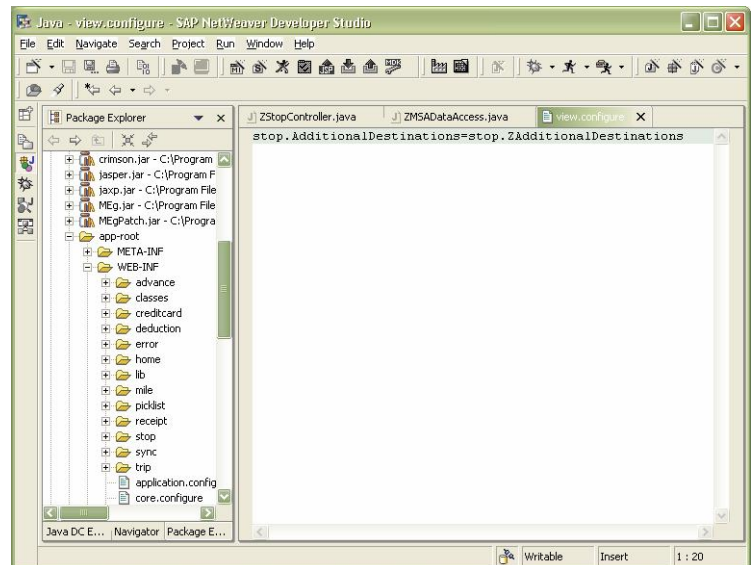 Java - view.configure - SAP NetWeaver Developer Studio
File Edit Navigate Search Project Run Window Help
Package Explorer
crimson.jar - C:\Program
jasper.jar - C:\Program F
jaxp.jar - C:\Program File
MEg.jar - C:\Program File
MEgPatch.jar - C:\Progra
app-root
META-INF
WEB-INF
advance
classes
creditcard
deduction
error
home
lib
mile
picklist
receipt
stop
sync
trip
application.config
core.configure
Java DC E... Navigator Package E...
ZStopController.java ZMSADataAccess.java view.configure
stop.AdditionalDestinations=stop.ZAdditionalDestinations
Writable Insert 1 : 20